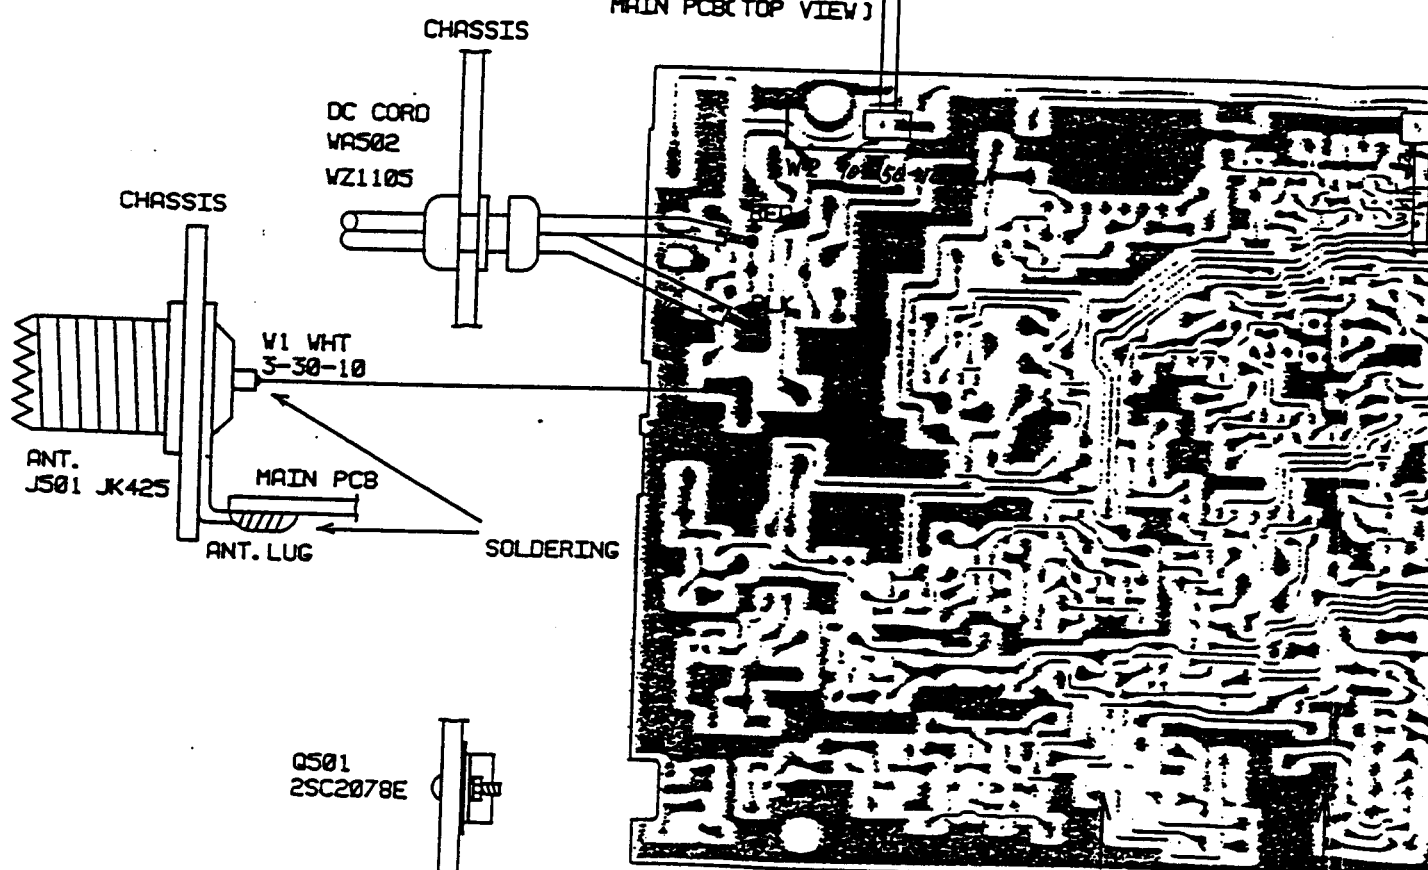 MAIN PCB(TOP VIEW)
CHASSIS
DC CORD
WA502
WZ1105
CHASSIS
RED
BLK
W1 WHT
3-30-10
ANT.
J501 JK425
MAIN PCB
ANT.LUG
SOLDERING
Q501
2SC2078E